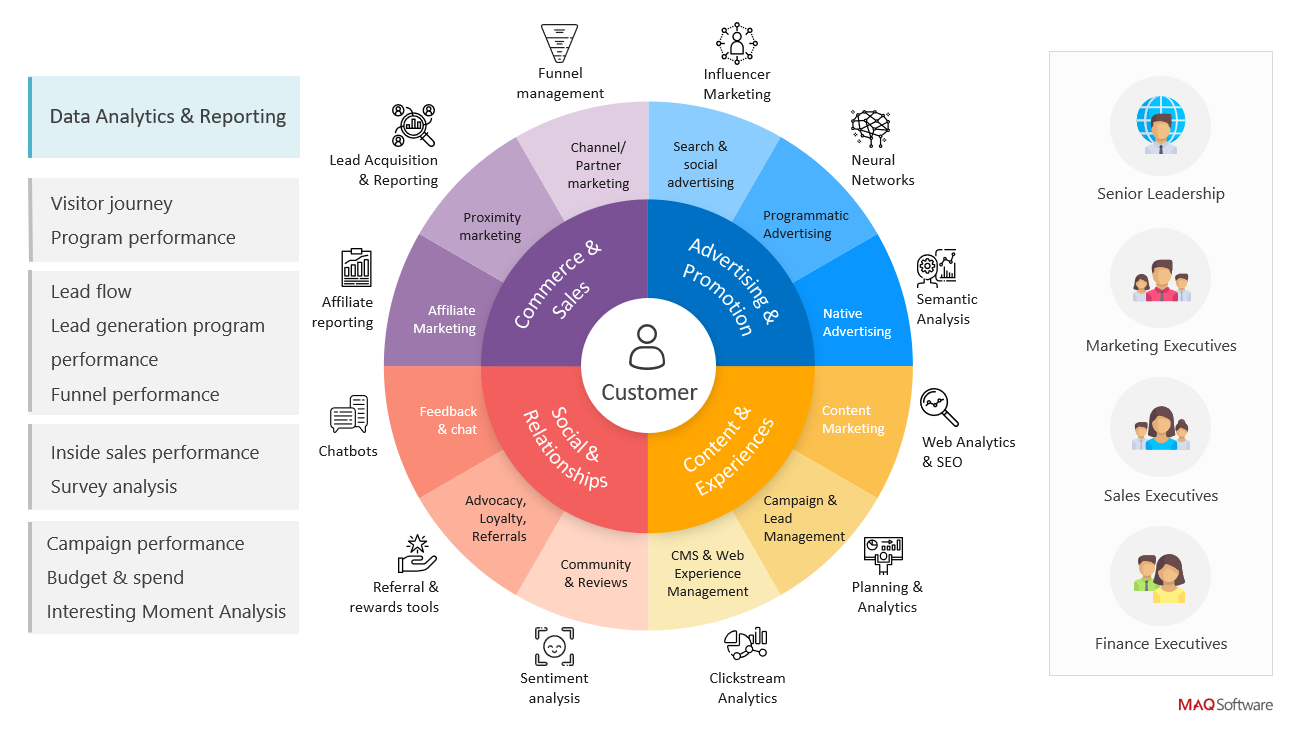 Data Analytics & Reporting
Visitor journey
Program performance
Lead flow
Lead generation program
performance
Funnel performance
Inside sales performance
Survey analysis
Campaign performance
Budget & spend
Interesting Moment Analysis
Funnel
management
Influencer
Marketing
Lead Acquisition
& Reporting
Neural
Networks
Affiliate
reporting
Semantic
Analysis
Chatbots
Web Analytics
& SEO
Referral &
rewards tools
Planning &
Analytics
Sentiment
analysis
Clickstream
Analytics
Channel/
Partner
marketing
Search &
social
advertising
Proximity
marketing
Programmatic
Advertising
Affiliate
Marketing
Native
Advertising
Feedback
& chat
Content
Marketing
Advocacy,
Loyalty,
Referrals
Campaign &
Lead
Management
Community
& Reviews
CMS & Web
Experience
Management
Commerce &
Sales
Advertising &
Promotion
Social &
Relationships
Content &
Experiences
Customer
Senior Leadership
Marketing Executives
Sales Executives
Finance Executives
MAQ Software